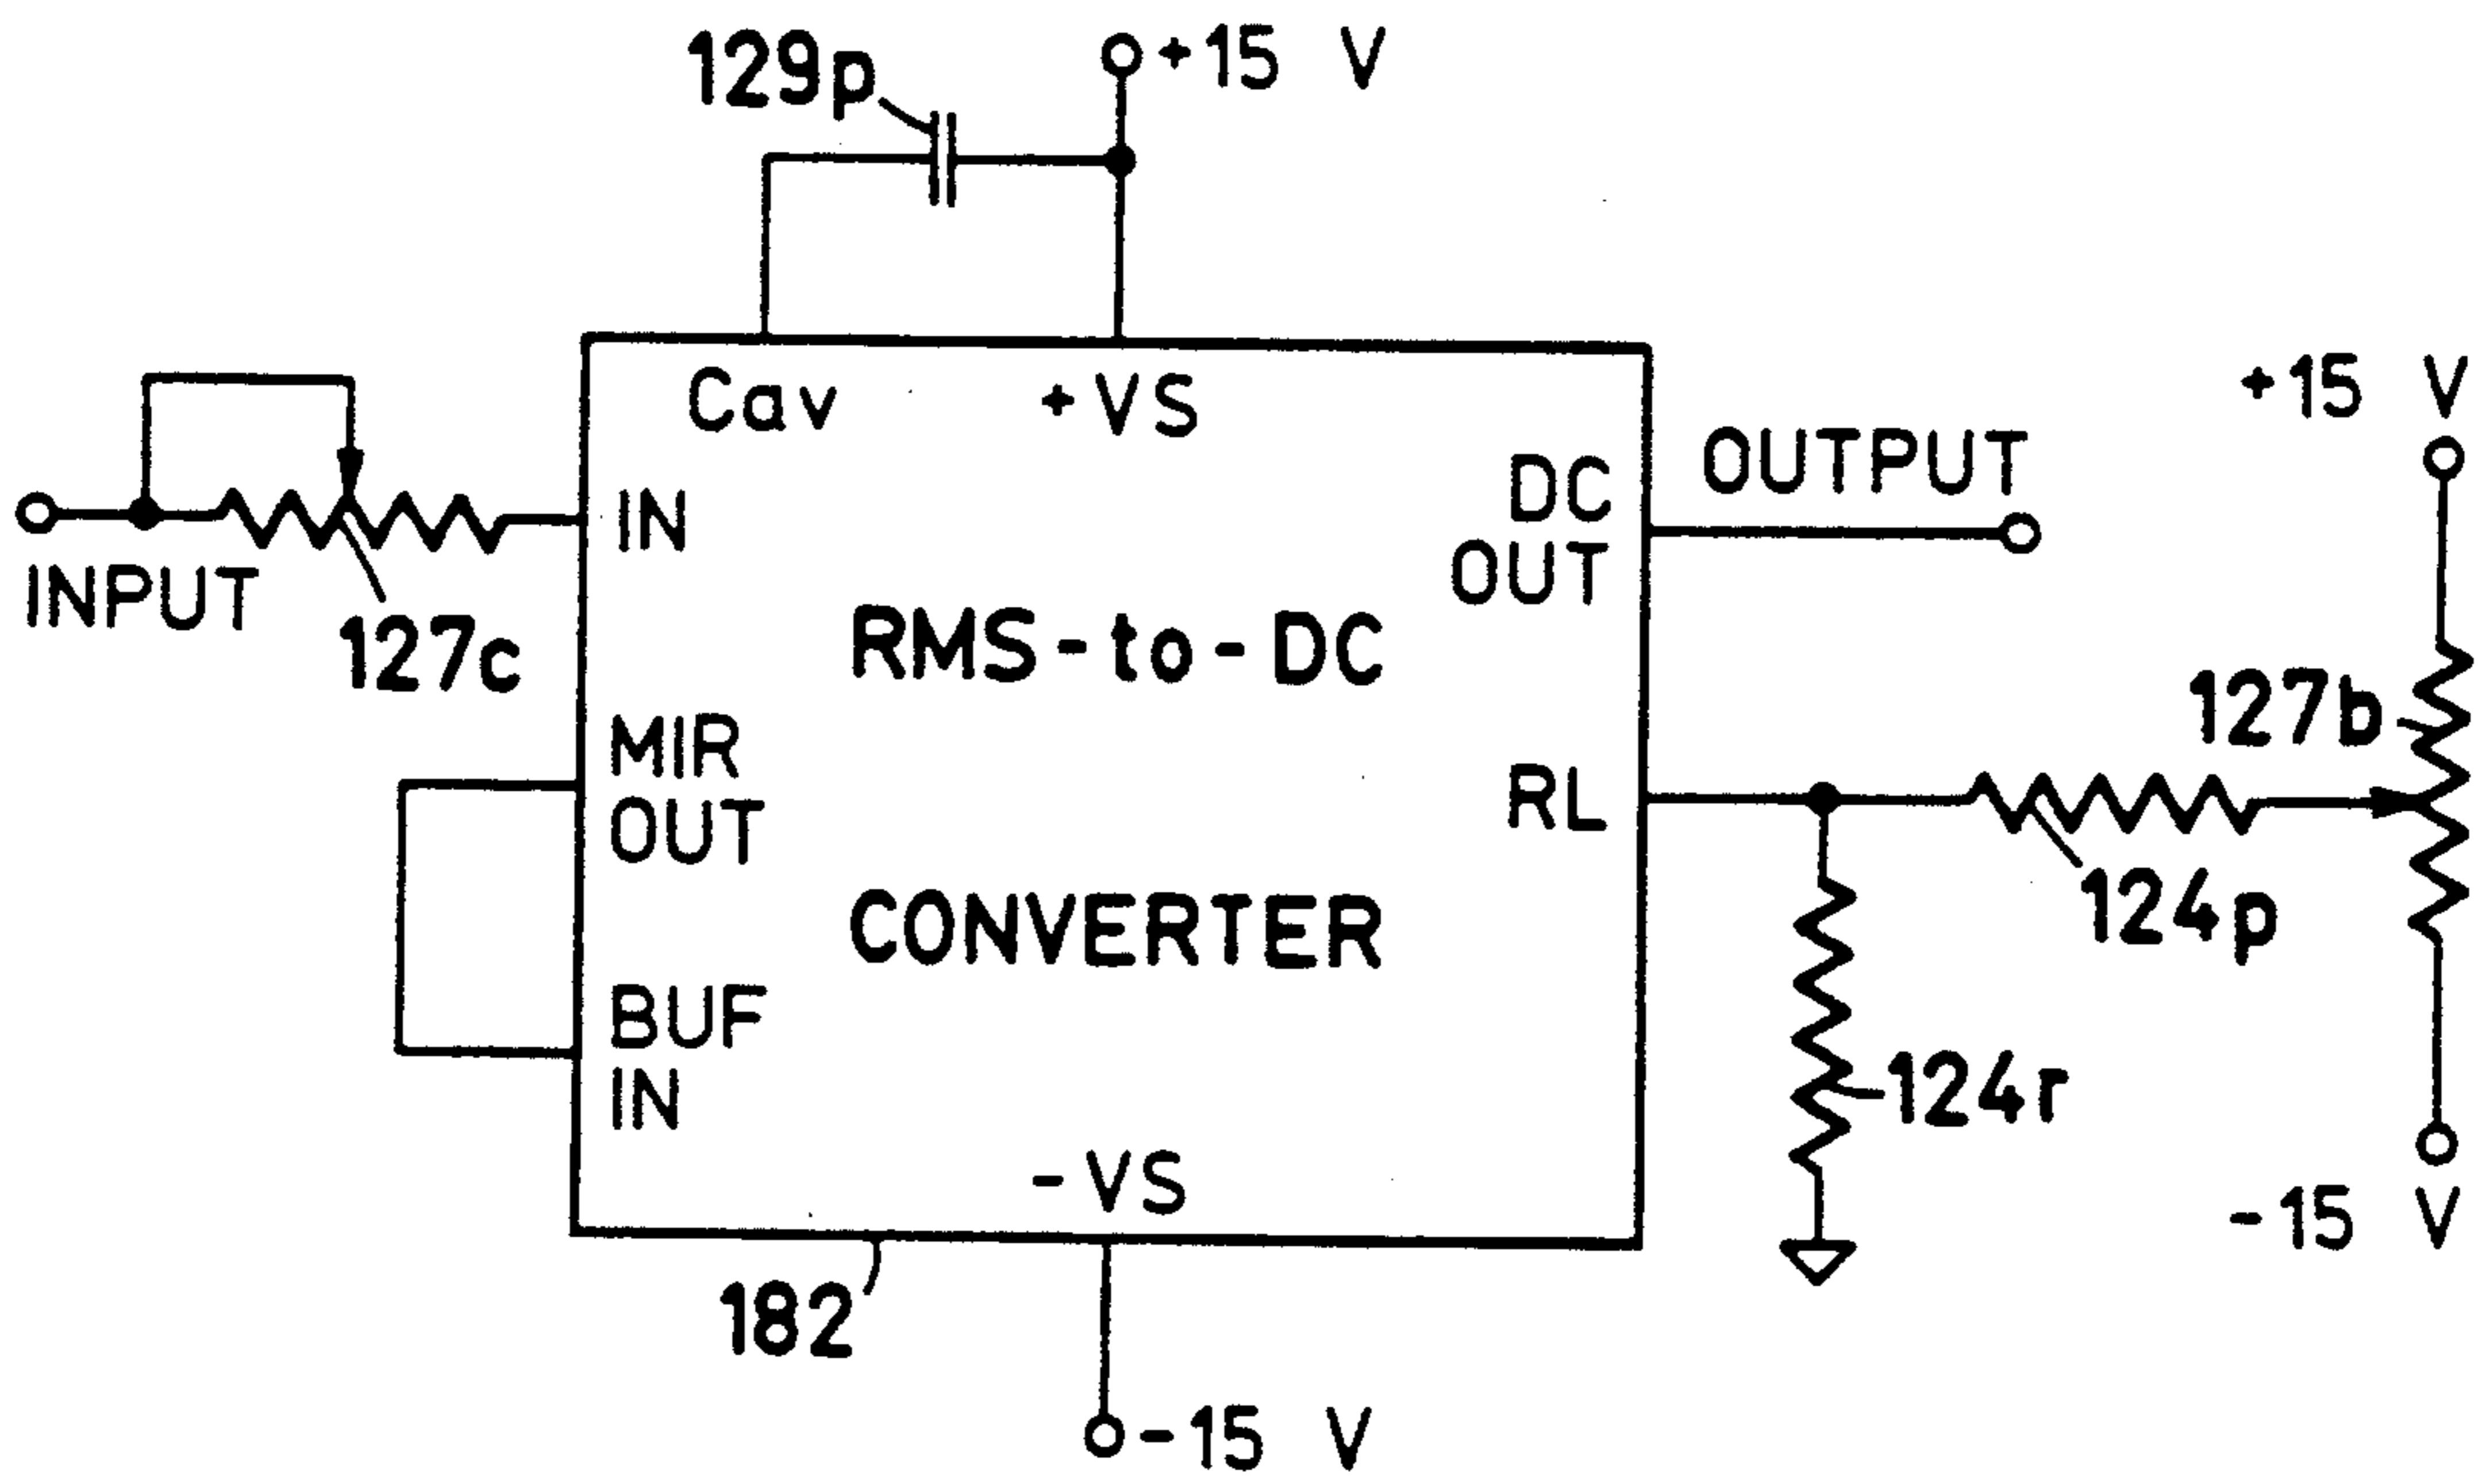 129p
+15 V
Cav
+VS
+15 V
OUTPUT
DC
OUT
IN
INPUT
127c
RMS-to-DC
127b
MIR
OUT
RL
124p
CONVERTER
BUF
IN
124r
-VS
-15 V
182
-15 V